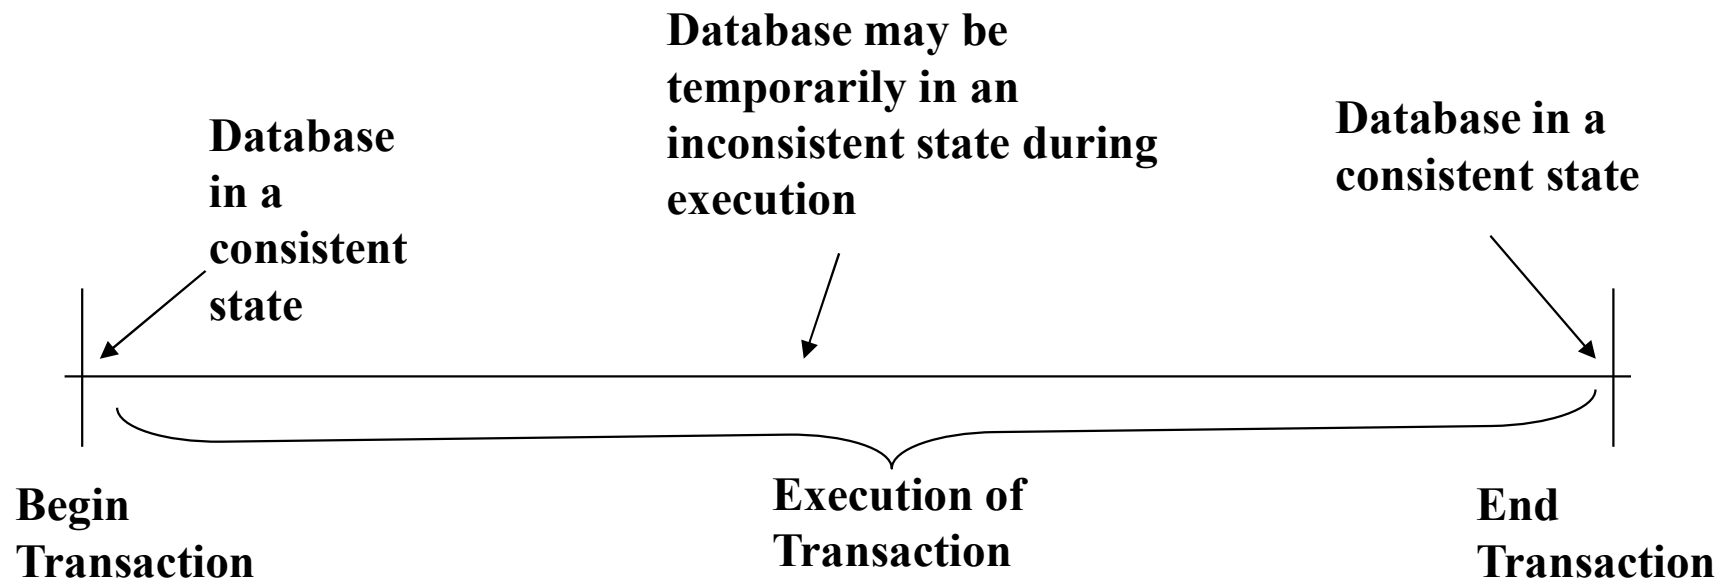 Database
in a
consistent
state
Database may be
temporarily in an
inconsistent state during
execution
Database in a
consistent state
Begin
Transaction
Execution of
Transaction
End
Transaction